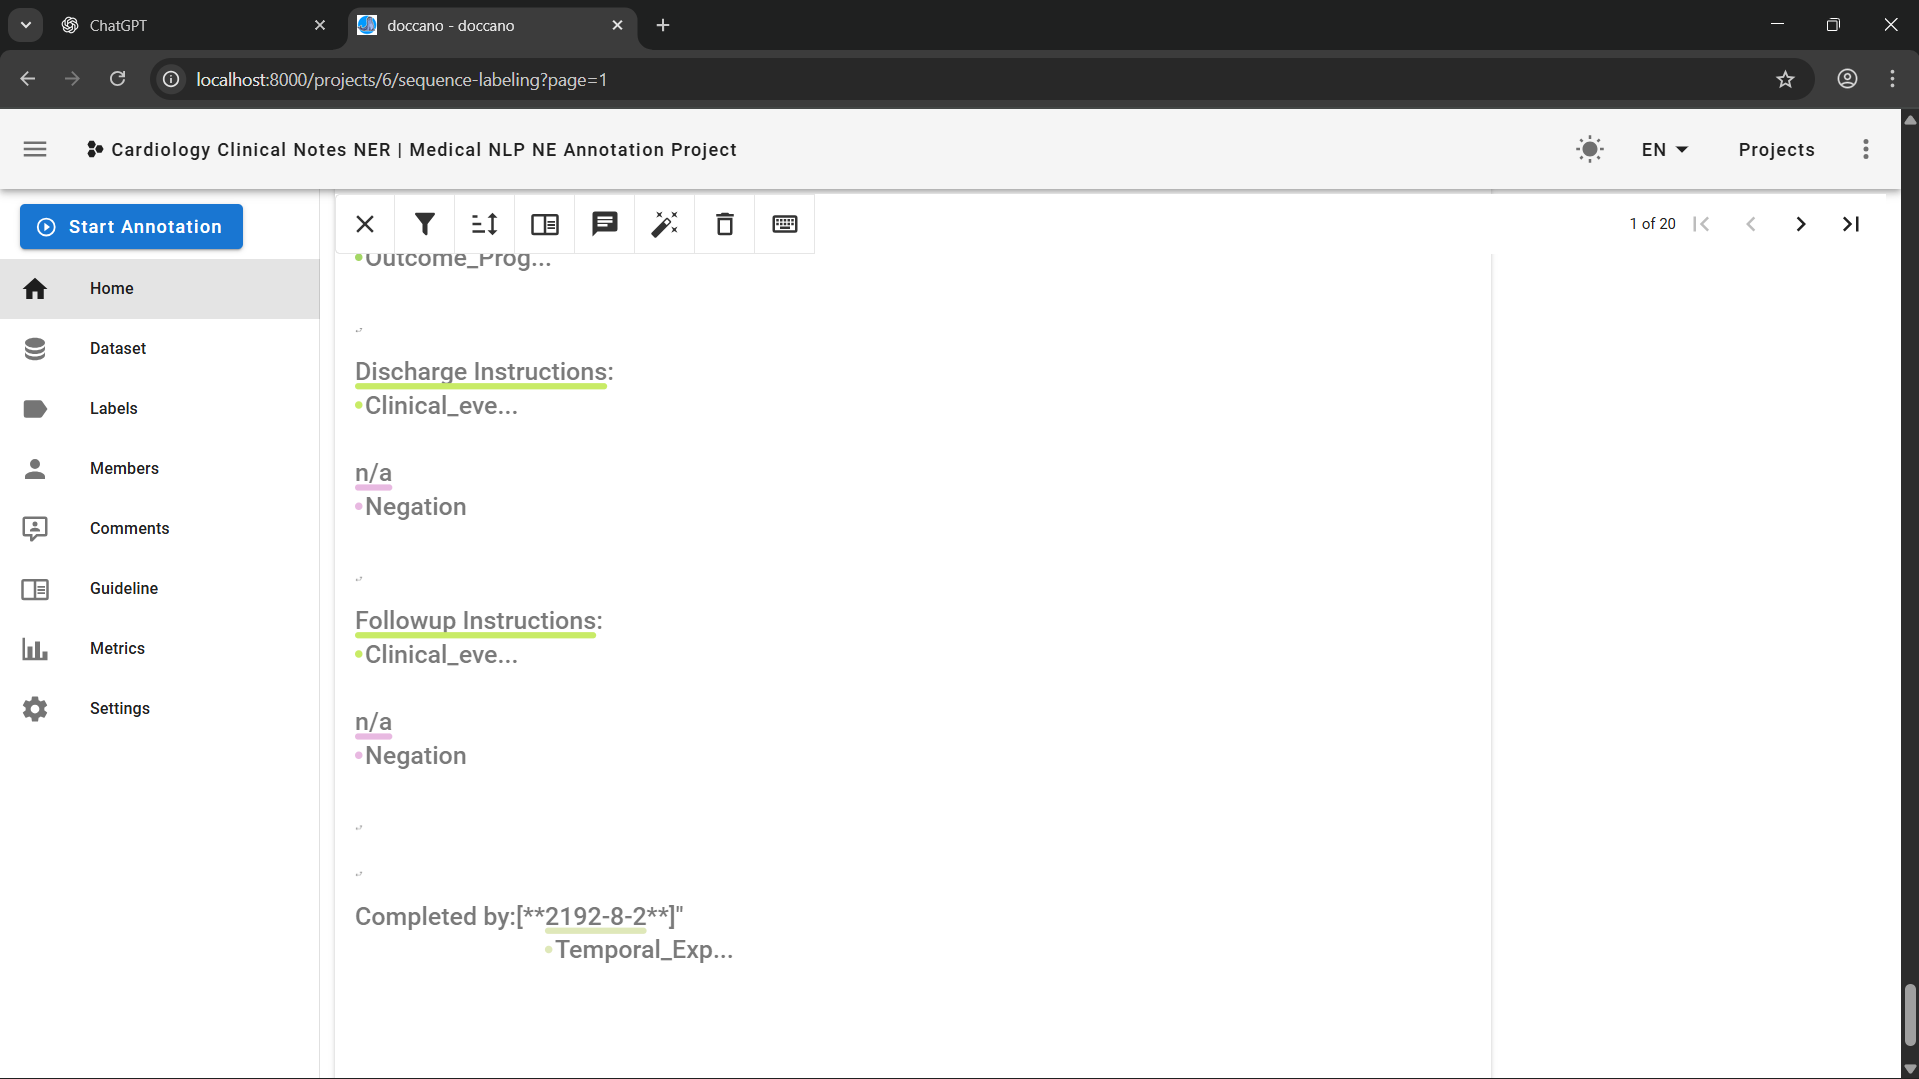 ChatGPT
doccano - doccano
localhost:8000/projects/6/sequence-labeling?page=1
Cardiology Clinical Notes NER | Medical NLP NE Annotation Project
EN
Projects
Start Annotation
Home
Dataset
Labels
Members
Comments
Guideline
Metrics
Settings
1 of 20
Outcome_Prog...
Discharge Instructions:
Clinical_eve...
n/a
Negation
Followup Instructions:
Clinical_eve...
n/a
Negation
Completed by:[**2192-8-2**]"
Temporal_Exp...